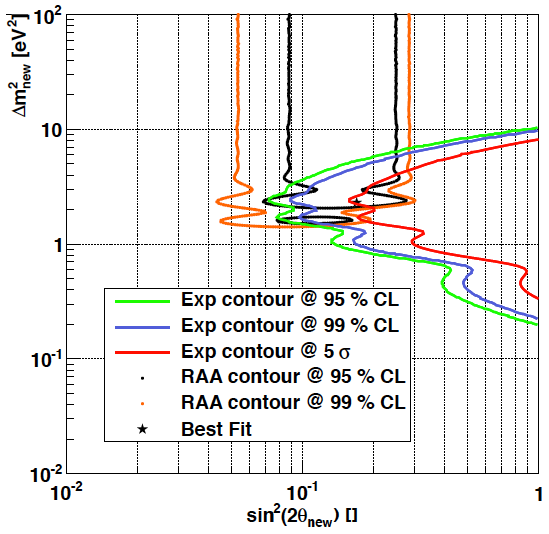 Δm²new [eV²]
10²
10
1
10⁻¹
10⁻²
Exp contour @ 95 % CL
Exp contour @ 99 % CL
Exp contour @ 5 σ
RAA contour @ 95 % CL
RAA contour @ 99 % CL
Best Fit
10⁻² 10⁻¹ 1
sin²(2θnew) []